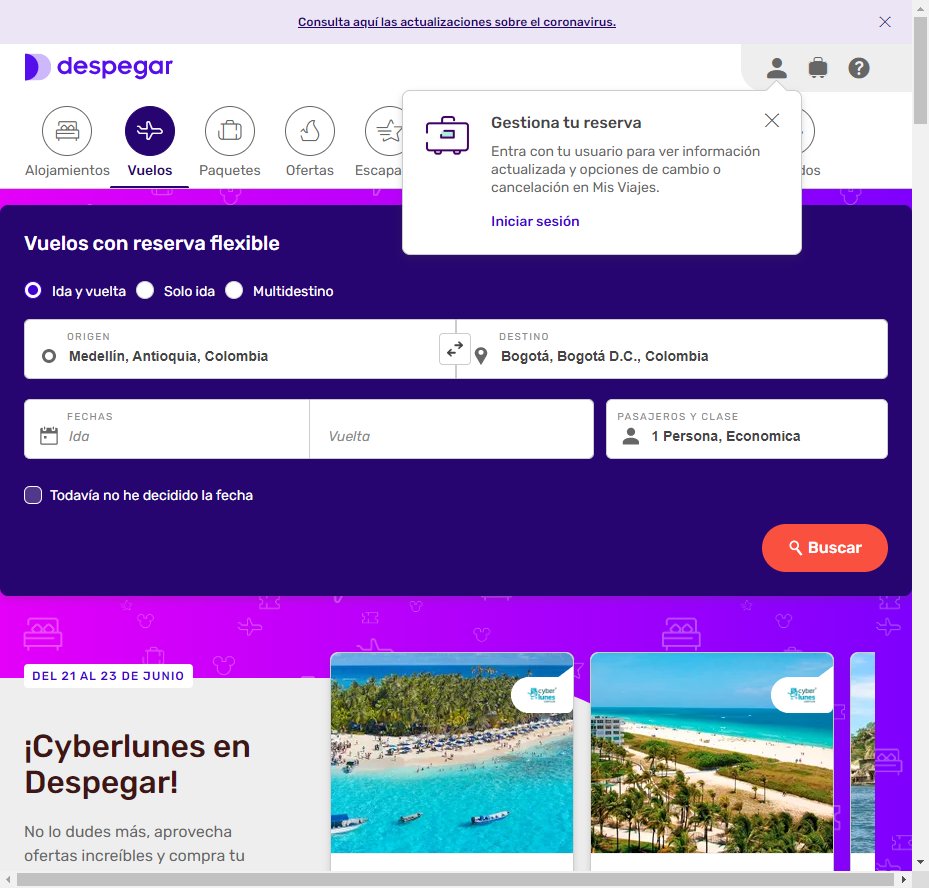 Consulta aquí las actualizaciones sobre el coronavirus.
despegar
Alojamientos
Vuelos
Paquetes
Ofertas
Escapa
dos
Gestiona tu reserva
Entra con tu usuario para ver información
actualizada y opciones de cambio o
cancelación en Mis Viajes.
Iniciar sesión
Vuelos con reserva flexible
Ida y vuelta
Solo ida
Multidestino
ORIGEN
Medellín, Antioquia, Colombia
DESTINO
Bogotá, Bogotá D.C., Colombia
FECHAS
Ida
Vuelta
PASAJEROS Y CLASE
1 Persona, Economica
Todavía no he decidido la fecha
Buscar
DEL 21 AL 23 DE JUNIO
¡Cyberlunes en
Despegar!
No lo dudes más, aprovecha
ofertas increíbles y compra tu
cyber
lunes
cyber
lunes